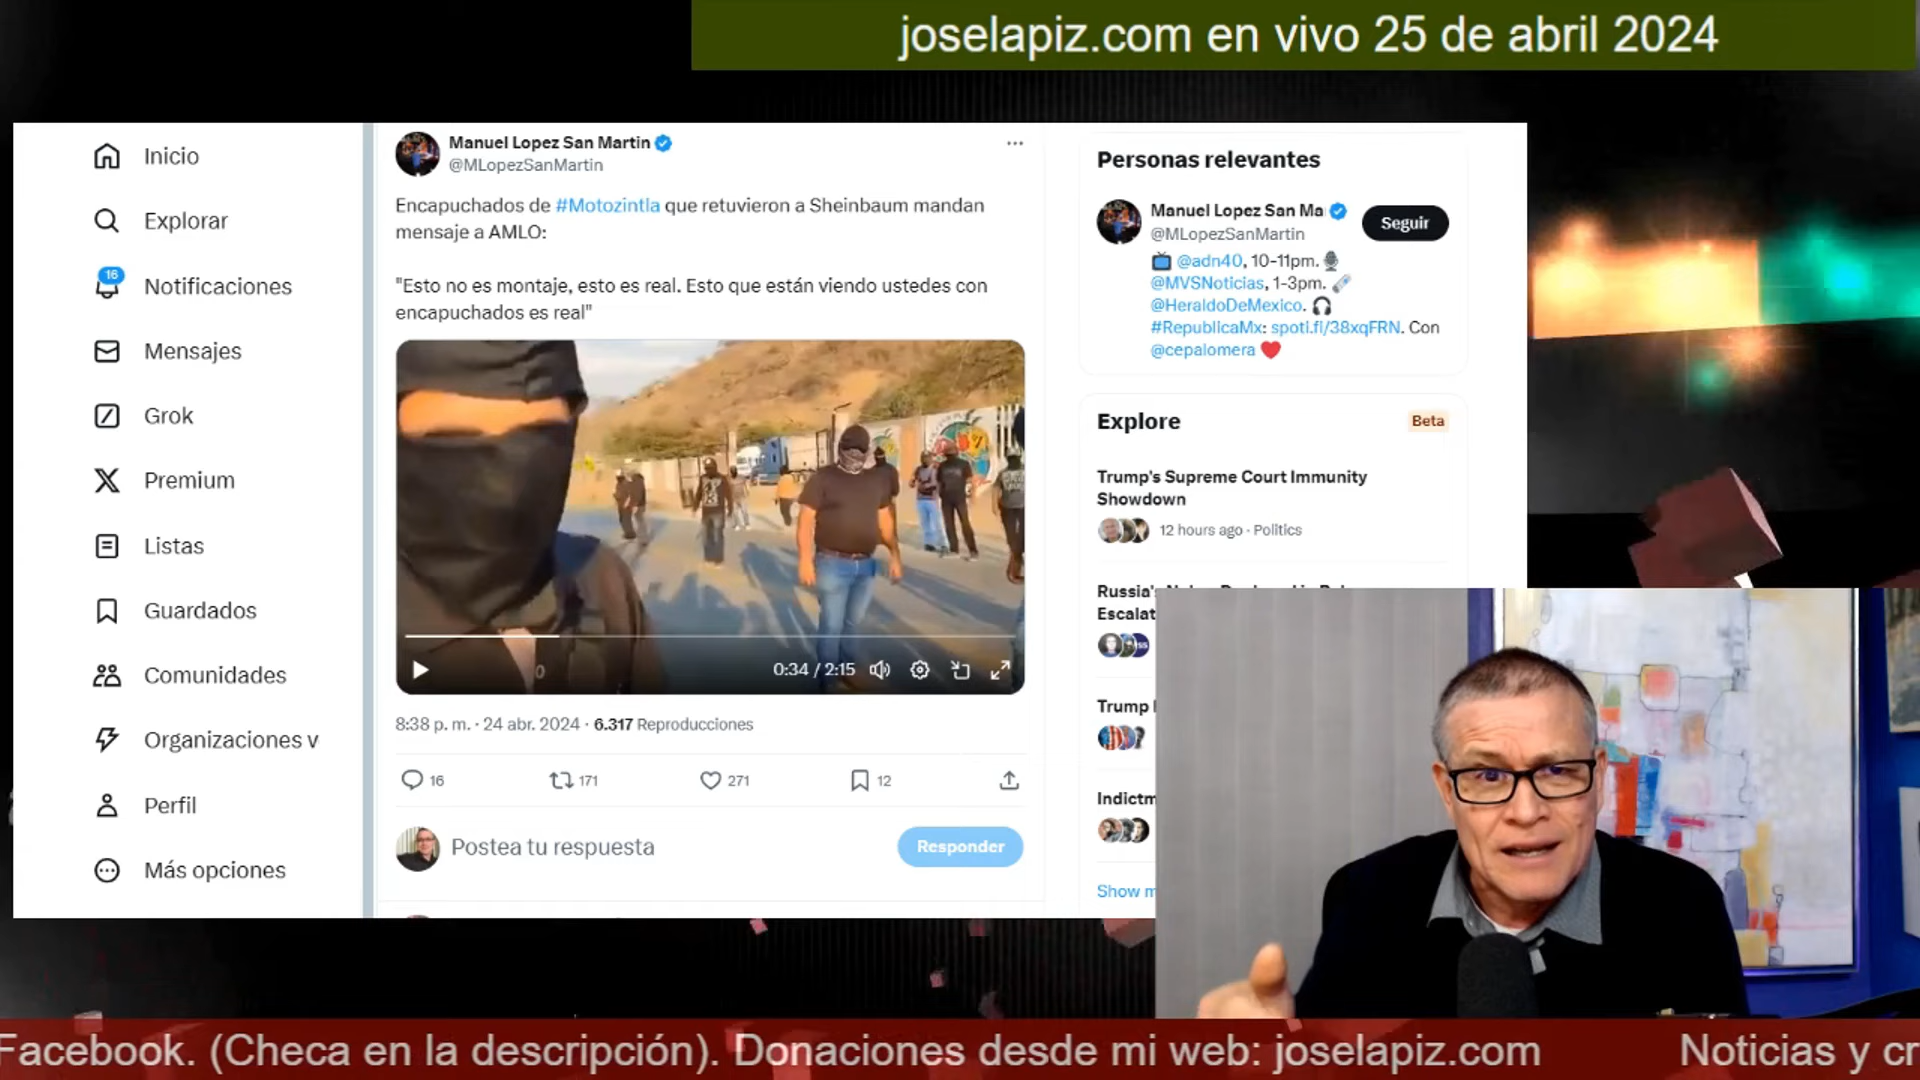 joselapiz.com en vivo 25 de abril 2024
Inicio
Explorar
16
Notificaciones
Mensajes
Grok
Premium
Listas
Guardados
Comunidades
Organizaciones v
Perfil
Más opciones
Manuel Lopez San Martin
@MLopezSanMartin
Encapuchados de #Motozintla que retuvieron a Sheinbaum mandan
mensaje a AMLO:
"Esto no es montaje, esto es real. Esto que están viendo ustedes con
encapuchados es real"
0:34 / 2:15
8:38 p. m. · 24 abr. 2024 · 6.317 Reproducciones
16
171
271
12
Postea tu respuesta
Responder
Personas relevantes
Manuel Lopez San Ma
@MLopezSanMartin
Seguir
@adn40, 10-11pm.
@MVSNoticias, 1-3pm.
@HeraldoDeMexico.
#RepublicaMx: spoti.fi/38xqFRN. Con
@cepalomera
Explore
Beta
Trump's Supreme Court Immunity
Showdown
12 hours ago · Politics
Russia's
Escalat
Trump
Indictm
Show m
Facebook. (Checa en la descripción). Donaciones desde mi web: joselapiz.com
Noticias y cr